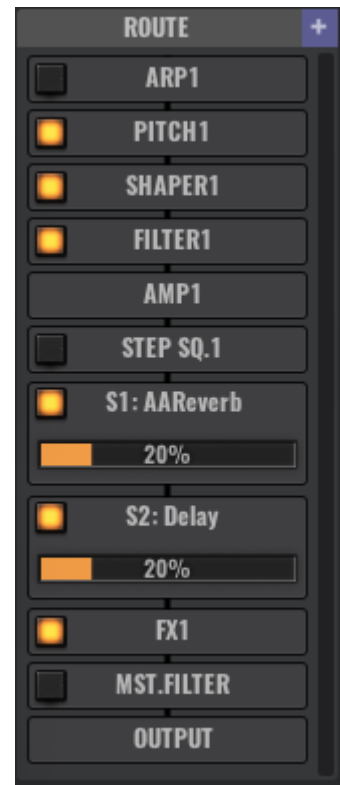 ROUTE +
ARP1
PITCH1
SHAPER1
FILTER1
AMP1
STEP SQ.1
S1: AAReverb
20%
S2: Delay
20%
FX1
MST.FILTER
OUTPUT